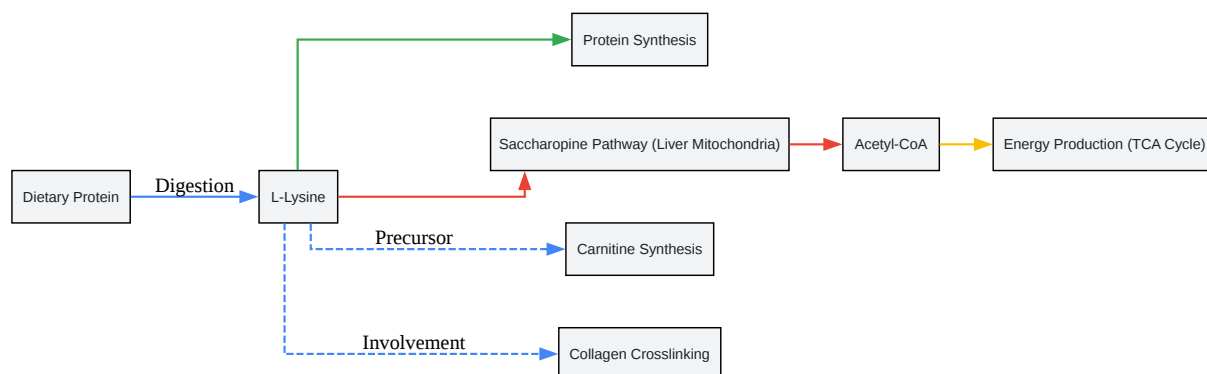 Protein Synthesis
Saccharopine Pathway (Liver Mitochondria)
Acetyl-CoA
Energy Production (TCA Cycle)
Dietary Protein
Digestion
L-Lysine
Precursor
Carnitine Synthesis
Involvement
Collagen Crosslinking